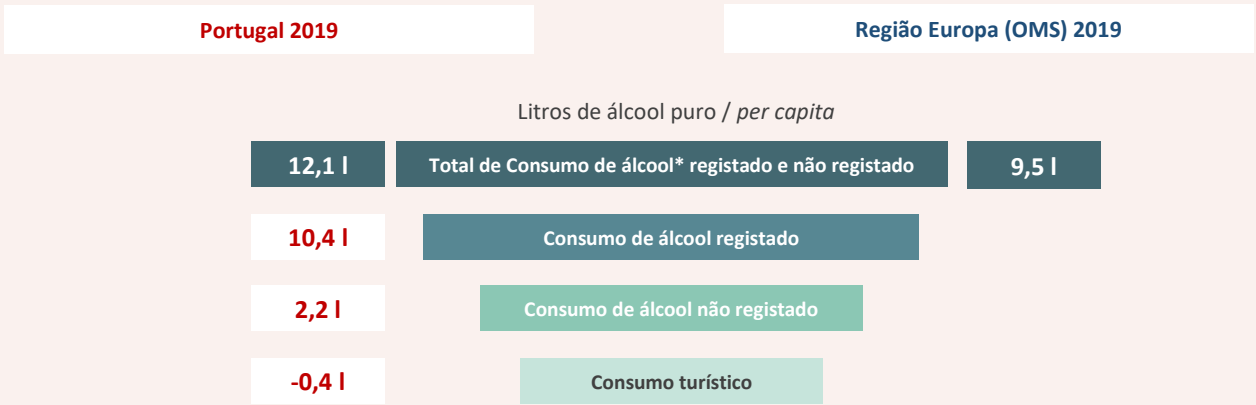 Portugal 2019
Região Europa (OMS) 2019
Litros de álcool puro / per capita
12,1 l
Total de Consumo de álcool* registado e não registado
9,5 l
10,4 l
Consumo de álcool registado
2,2 l
Consumo de álcool não registado
-0,4 l
Consumo turístico